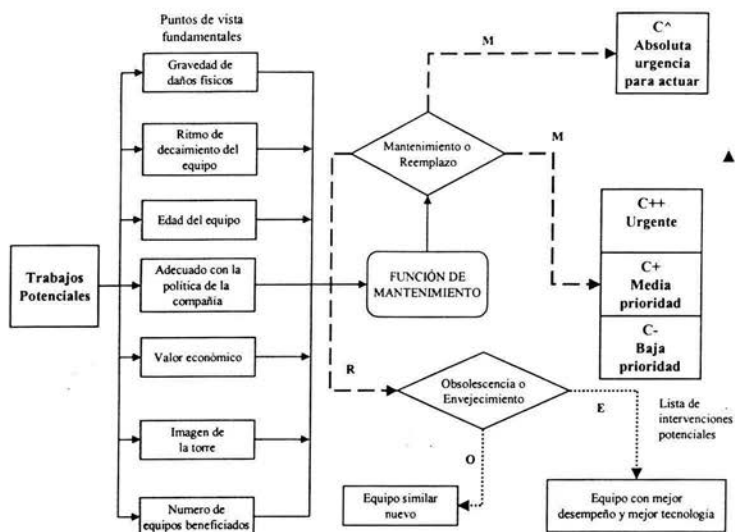 Puntos de vista
fundamentales
Gravedad de
daños físicos
Ritmo de
decaimiento del
equipo
Edad del equipo
Trabajos
Potenciales
Adecuado con la
política de la
compañía
Valor económico
Imagen de
la torre
Numero de
equipos beneficiados
FUNCIÓN DE
MANTENIMIENTO
Mantenimiento o
Reemplazo
M
M
R
C^
Absoluta
urgencia
para actuar
C++
Urgente
C+
Media
prioridad
C-
Baja
prioridad
Obsolescencia o
Envejecimiento
E
O
Lista de
intervenciones
potenciales
Equipo similar
nuevo
Equipo con mejor
desempeño y mejor tecnología